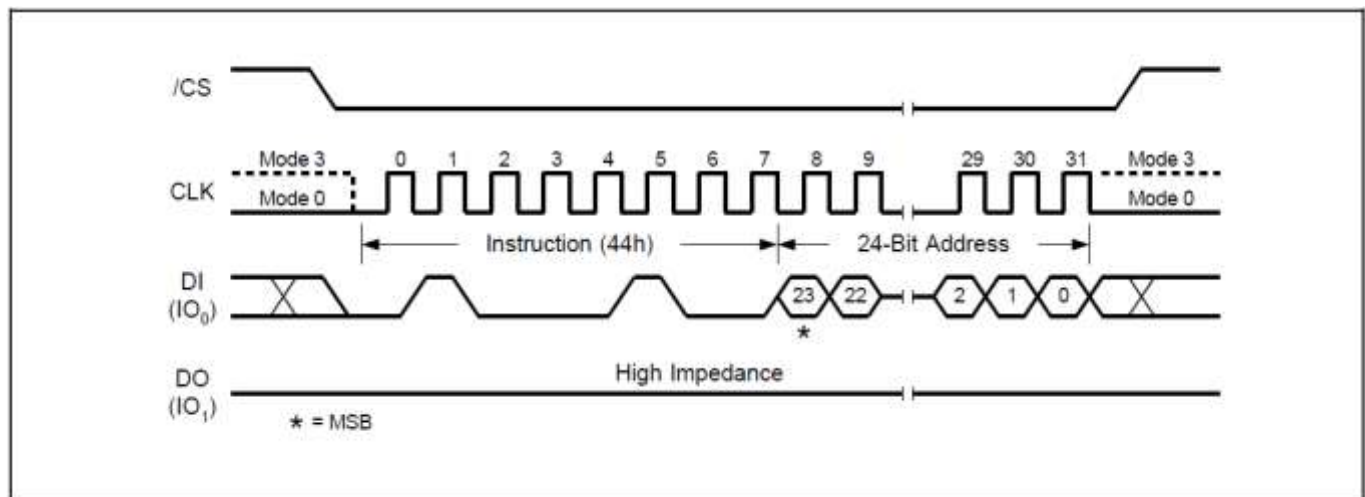 /CS
Mode 3 0 1 2 3 4 5 6 7 8 9 29 30 31 Mode 3
CLK Mode 0 Mode 0
Instruction (44h) 24-Bit Address
DI
(IO₀) 23 22 2 1 0
*
High Impedance
DO
(IO₁)
* = MSB